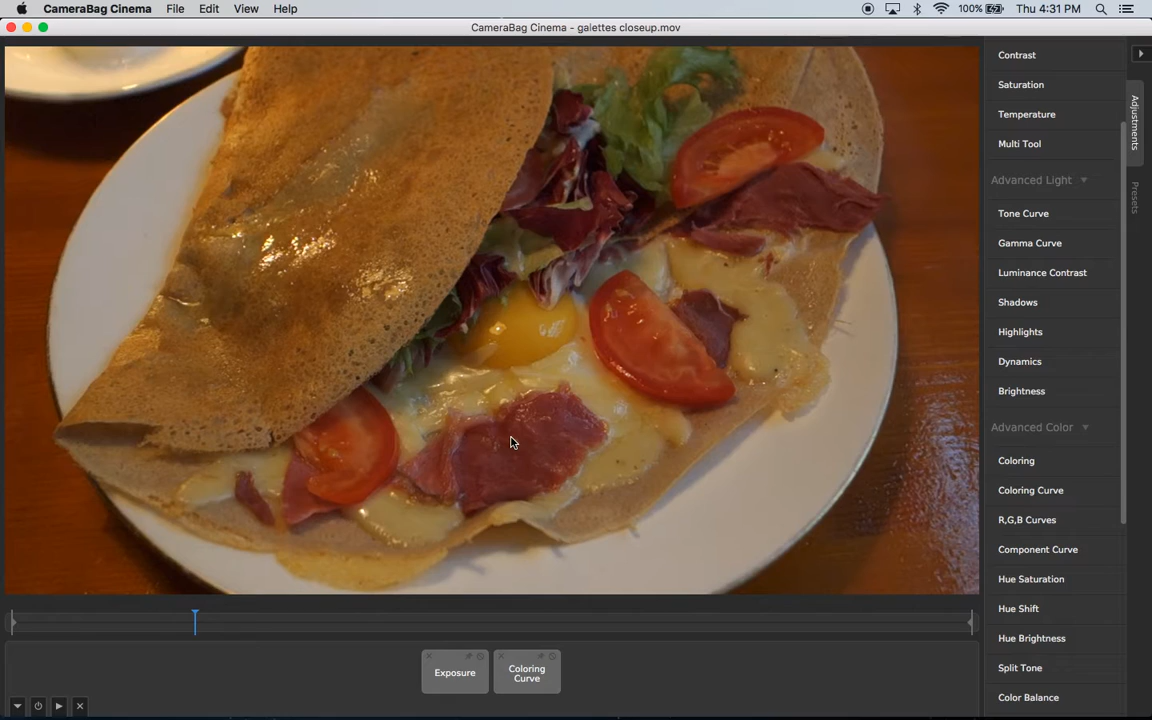 CameraBag Cinema File Edit View Help 100% Thu 4:31 PM
CameraBag Cinema - galettes closeup.mov
Contrast
Saturation
Temperature
Multi Tool
Advanced Light
Tone Curve
Gamma Curve
Luminance Contrast
Shadows
Highlights
Dynamics
Brightness
Advanced Color
Coloring
Coloring Curve
R,G,B Curves
Component Curve
Hue Saturation
Hue Shift
Hue Brightness
Split Tone
Color Balance
Adjustments
Presets
Exposure
Coloring
Curve